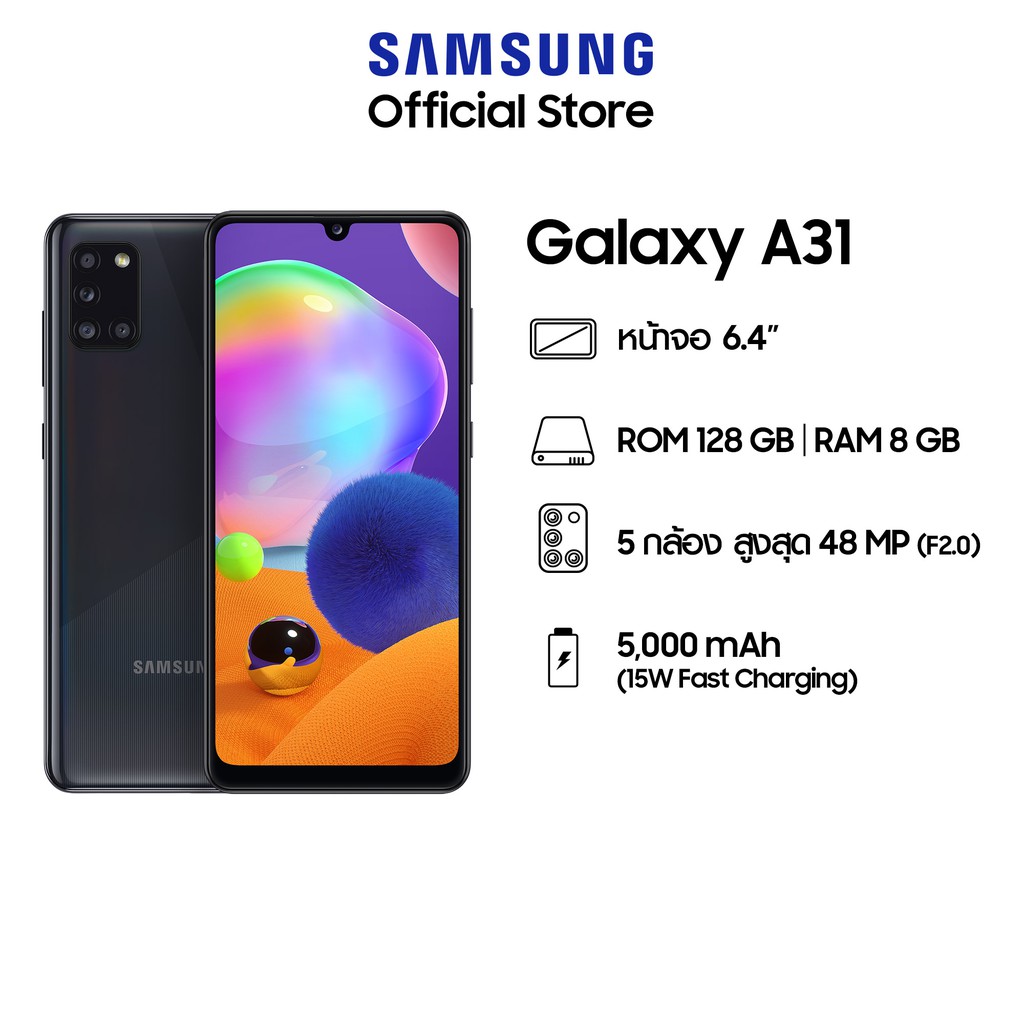 SAMSUNG
Official Store
Galaxy A31
หน้าจอ 6.4”
ROM 128 GB | RAM 8 GB
5 กล้อง สูงสุด 48 MP (F2.0)
5,000 mAh
(15W Fast Charging)
SAMSUN